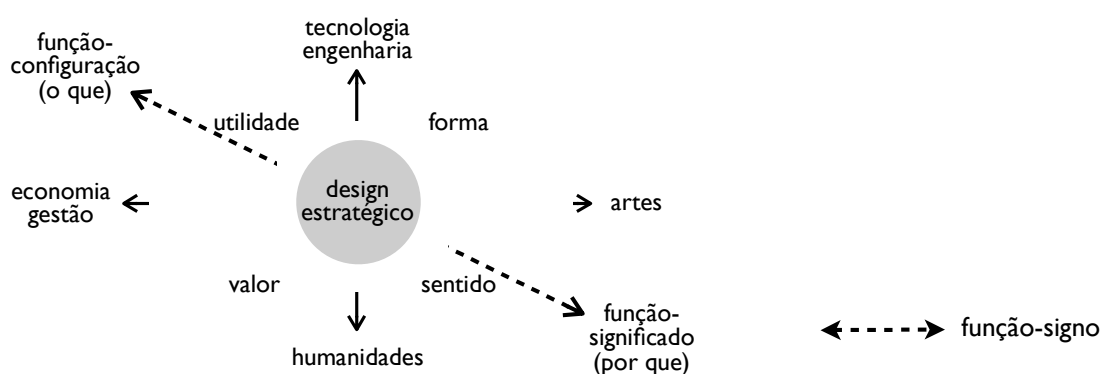 tecnologia
engenharia
função-
configuração
(o que)
utilidade
forma
economia
gestão
design
estratégico
artes
valor
sentido
humanidades
função-
significado
(por que)
função-signo